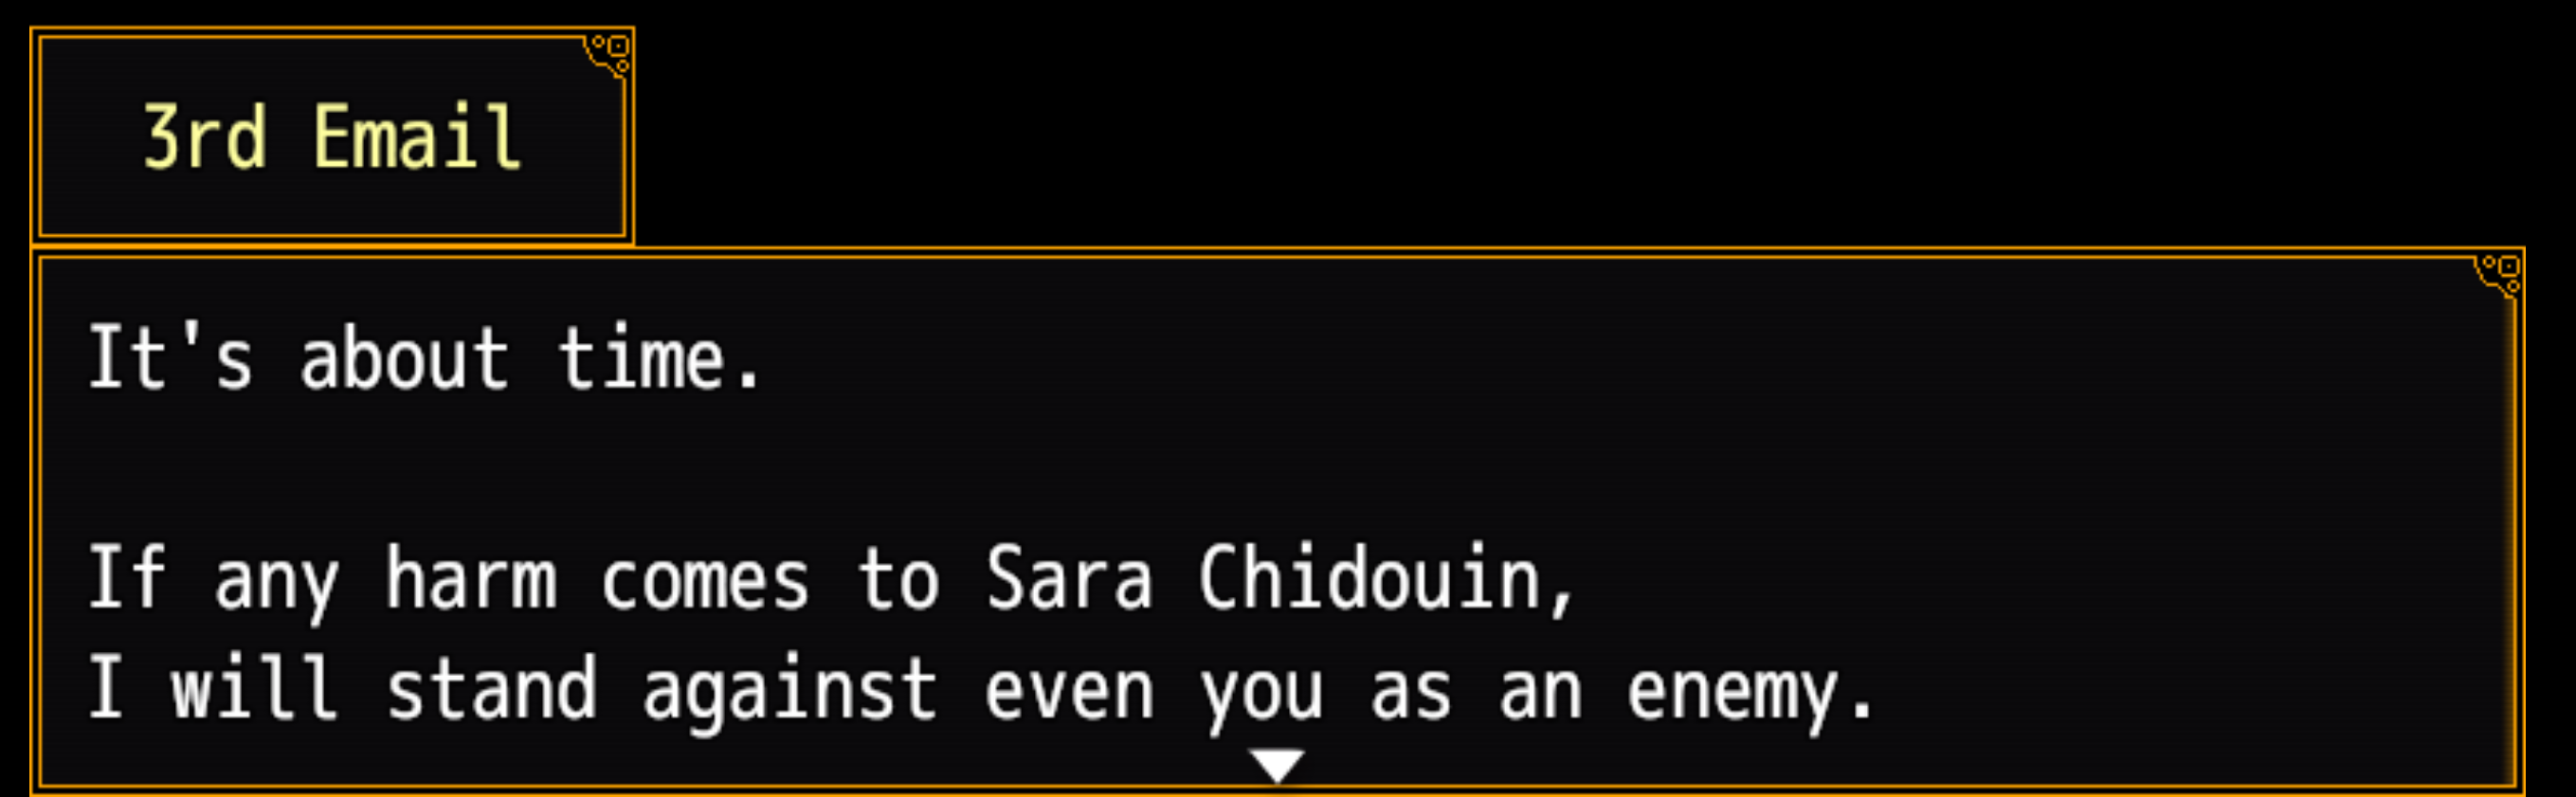 3rd Email
It's about time.
If any harm comes to Sara Chidouin,
I will stand against even you as an enemy.